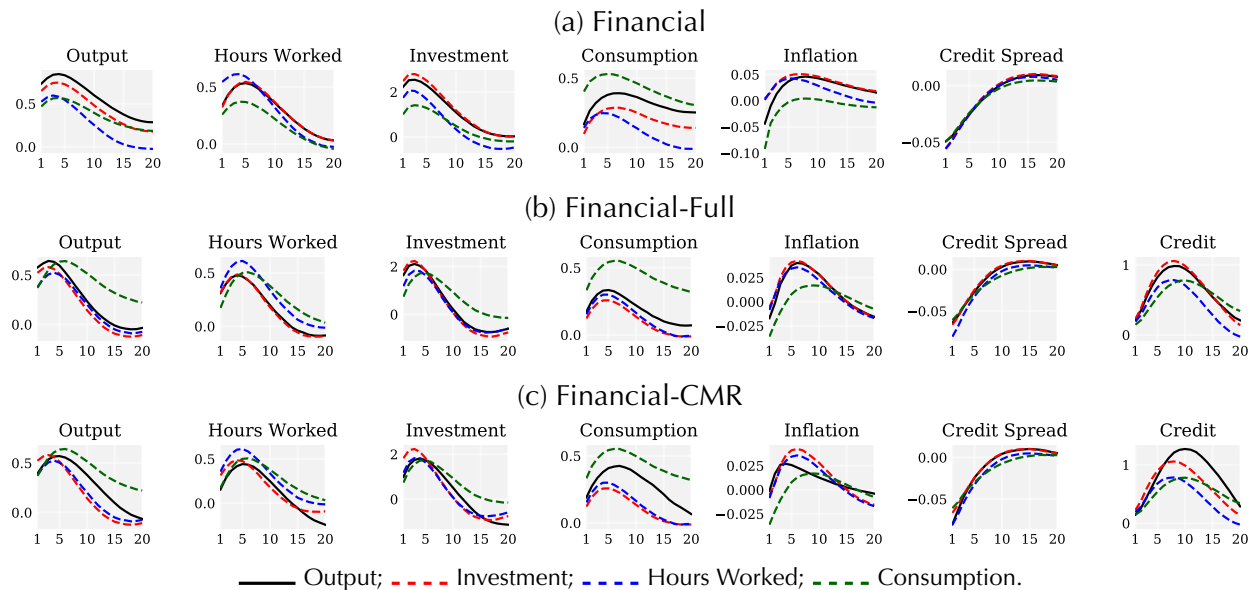 (a) Financial
Output Hours Worked Investment Consumption Inflation Credit Spread
0.5 0.5 2 0.5 0.05 0.00
0.00
0.0 0.0 0 0.0 −0.05 −0.05
−0.10
1 5 10 15 20 1 5 10 15 20 1 5 10 15 20 1 5 10 15 20 1 5 10 15 20 1 5 10 15 20
(b) Financial-Full
Output Hours Worked Investment Consumption Inflation Credit Spread Credit
0.5 0.5 2 0.5 0.025 0.00 1
0.000
0.0 0.0 0 0.0 −0.025 −0.05 0
1 5 10 15 20 1 5 10 15 20 1 5 10 15 20 1 5 10 15 20 1 5 10 15 20 1 5 10 15 20 1 5 10 15 20
(c) Financial-CMR
Output Hours Worked Investment Consumption Inflation Credit Spread Credit
0.5 0.5 2 0.5 0.025 0.00 1
0.000
0.0 0.0 0 0.0 −0.025 −0.05 0
1 5 10 15 20 1 5 10 15 20 1 5 10 15 20 1 5 10 15 20 1 5 10 15 20 1 5 10 15 20 1 5 10 15 20
Output; Investment; Hours Worked; Consumption.